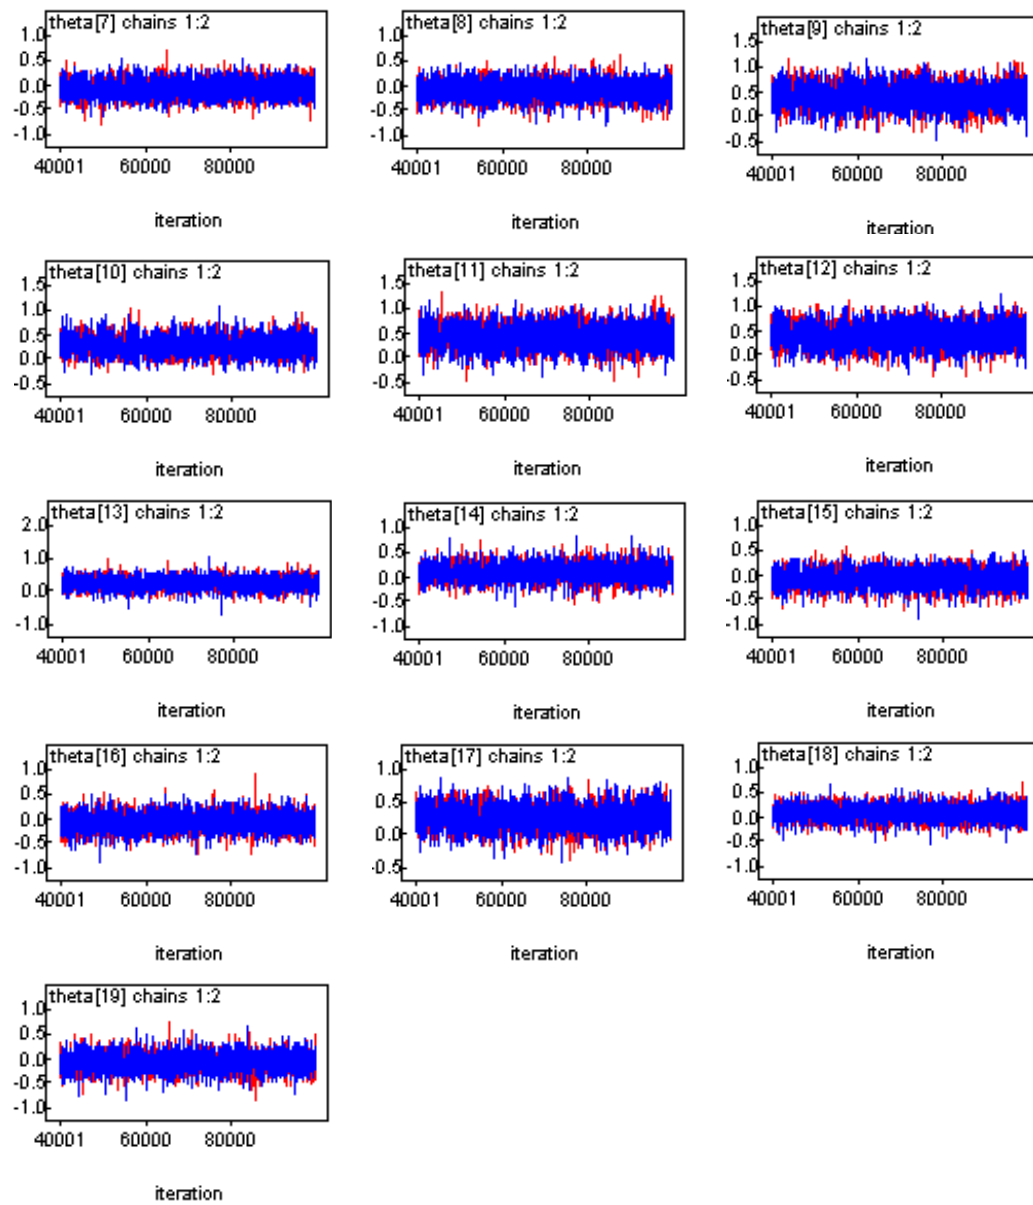 theta[7] chains 1:2
1.0
0.5
0.0
-0.5
-1.0
40001 60000 80000
iteration
theta[8] chains 1:2
1.0
0.5
0.0
-0.5
-1.0
40001 60000 80000
iteration
theta[9] chains 1:2
1.5
1.0
0.5
0.0
-0.5
40001 60000 80000
iteration
theta[10] chains 1:2
1.5
1.0
0.5
0.0
-0.5
40001 60000 80000
iteration
theta[11] chains 1:2
1.5
1.0
0.5
0.0
-0.5
40001 60000 80000
iteration
theta[12] chains 1:2
1.5
1.0
0.5
0.0
-0.5
40001 60000 80000
iteration
theta[13] chains 1:2
2.0
1.0
0.0
-1.0
40001 60000 80000
iteration
theta[14] chains 1:2
1.0
0.5
0.0
-0.5
-1.0
40001 60000 80000
iteration
theta[15] chains 1:2
1.0
0.5
0.0
-0.5
-1.0
40001 60000 80000
iteration
theta[16] chains 1:2
1.0
0.5
0.0
-0.5
-1.0
40001 60000 80000
iteration
theta[17] chains 1:2
1.0
0.5
0.0
-0.5
40001 60000 80000
iteration
theta[18] chains 1:2
1.0
0.5
0.0
-0.5
-1.0
40001 60000 80000
iteration
theta[19] chains 1:2
1.0
0.5
0.0
-0.5
-1.0
40001 60000 80000
iteration